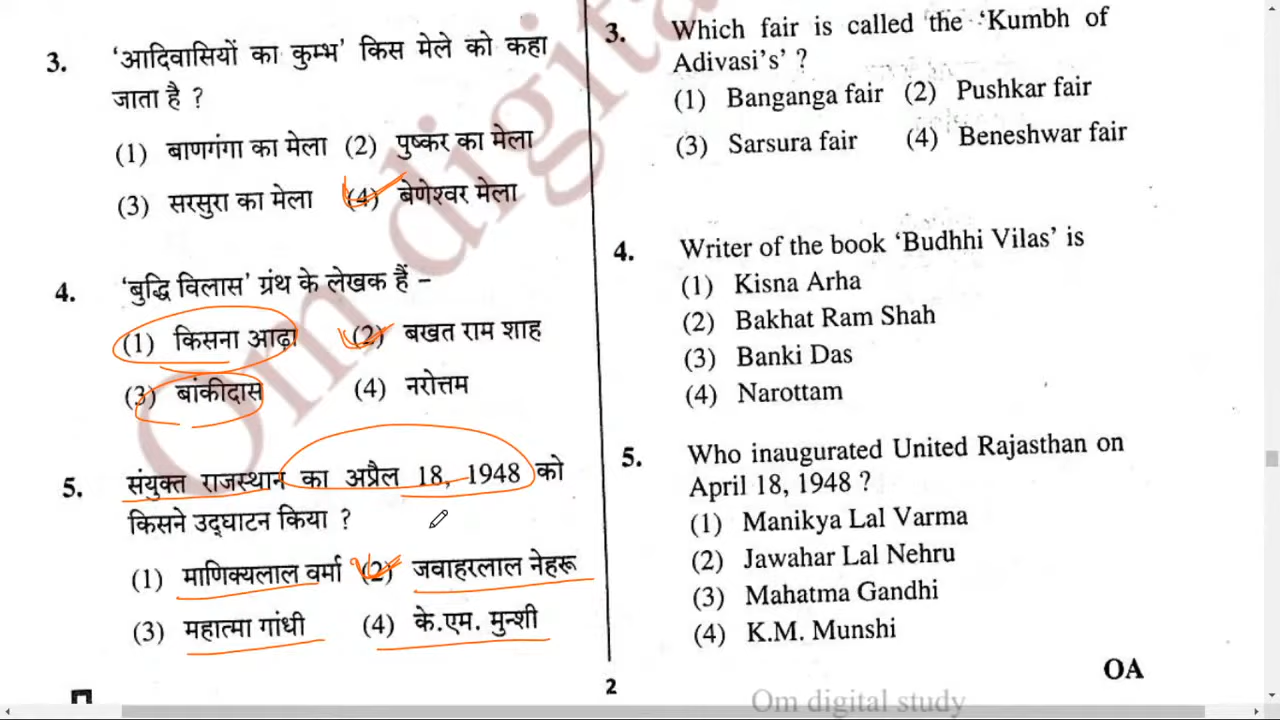 3. 'आदिवासियों का कुम्भ' किस मेले को कहा
जाता है ?
(1) बाणगंगा का मेला (2) पुष्कर का मेला
(3) सरसुरा का मेला (4) बेणेश्वर मेला
4. 'बुद्धि विलास' ग्रंथ के लेखक हैं –
(1) किसना आढ़ा (2) बखत राम शाह
(3) बांकीदास (4) नरोत्तम
5. संयुक्त राजस्थान का अप्रैल 18, 1948 को
किसने उद्घाटन किया ?
(1) माणिक्यलाल वर्मा (2) जवाहरलाल नेहरू
(3) महात्मा गांधी (4) के.एम. मुन्शी
3. Which fair is called the 'Kumbh of
Adivasi's' ?
(1) Banganga fair (2) Pushkar fair
(3) Sarsura fair (4) Beneshwar fair
4. Writer of the book 'Budhhi Vilas' is
(1) Kisna Arha
(2) Bakhat Ram Shah
(3) Banki Das
(4) Narottam
5. Who inaugurated United Rajasthan on
April 18, 1948 ?
(1) Manikya Lal Varma
(2) Jawahar Lal Nehru
(3) Mahatma Gandhi
(4) K.M. Munshi
2
OA
Om digital
Om digital study